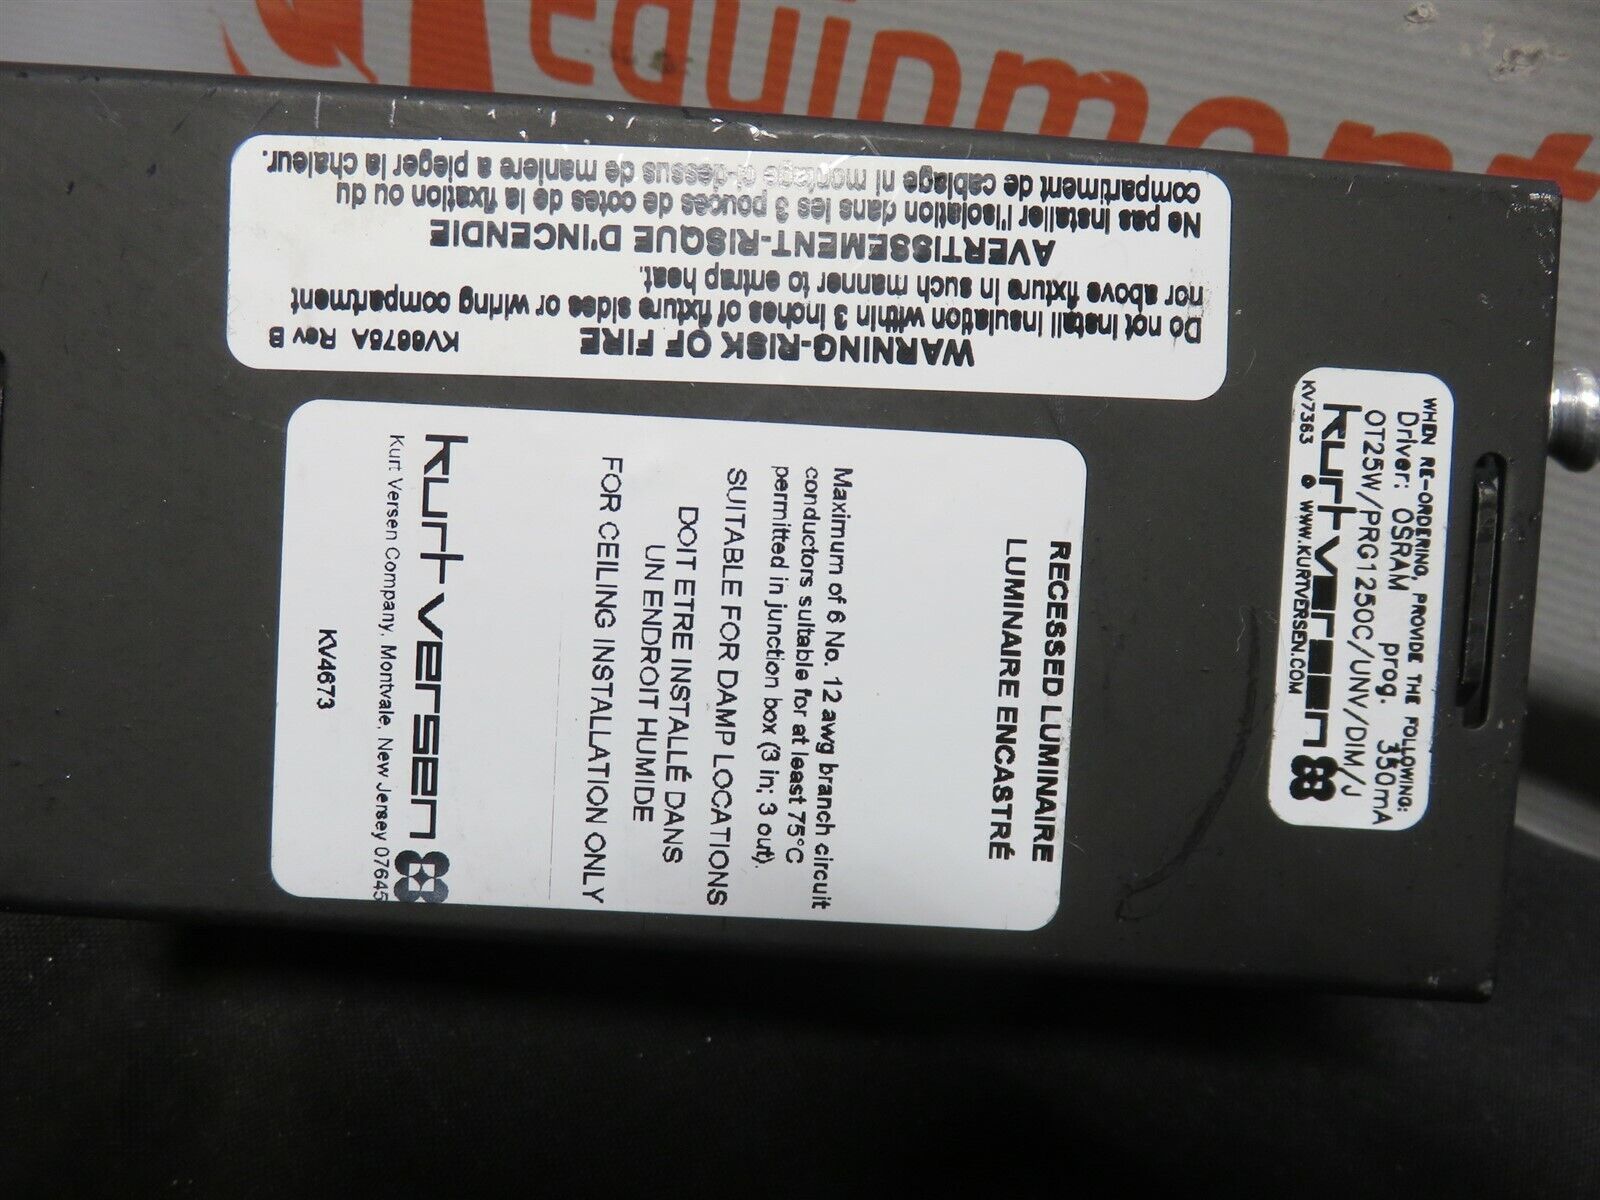 equipment
WARNING-RISK OF FIRE KV6675A Rev B
Do not install insulation within 3 inches of fixture sides or wiring compartment
nor above fixture in such manner to entrap heat.
AVERTISSEMENT-RISQUE D'INCENDIE
Ne pas installer l'isolation dans les 3 pouces de cotes de la fixation ou du
compartiment de cablage ni montage ci-dessus de maniere a pieger la chaleur.
RECESSED LUMINAIRE
LUMINAIRE ENCASTRÉ
Maximum of 6 No. 12 awg branch circuit
conductors suitable for at least 75°C
permitted in junction box (3 in; 3 out).
SUITABLE FOR DAMP LOCATIONS
DOIT ETRE INSTALLÉ DANS
UN ENDROIT HUMIDE
FOR CEILING INSTALLATION ONLY
kurt versen
Kurt Versen Company, Montvale, New Jersey 07645
KV4673
WHEN RE-ORDERING, PROVIDE THE FOLLOWING:
Driver: OSRAM prog. 350mA
OT25W/PRG1250C/UNV/DIM/J
kurt versen
KV7363 • WWW.KURTVERSEN.COM